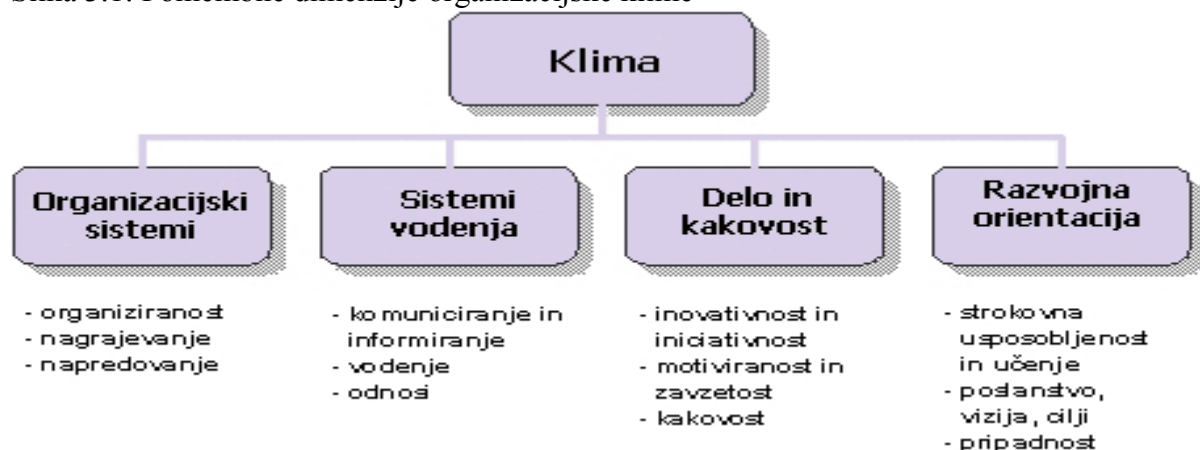 Klima
Organizacijski
sistemi
- organiziranost
- nagrajevanje
- napredovanje
Sistemi
vodenja
- komuniciranje in
informiranje
- vodenje
- odnosi
Delo in
kakovost
- inovativnost in
iniciativnost
- motiviranost in
zavzetost
- kakovost
Razvojna
orientacija
- strokovna
usposobljenost
in učenje
- poslanstvo,
vizija, cilji
- pripadnost